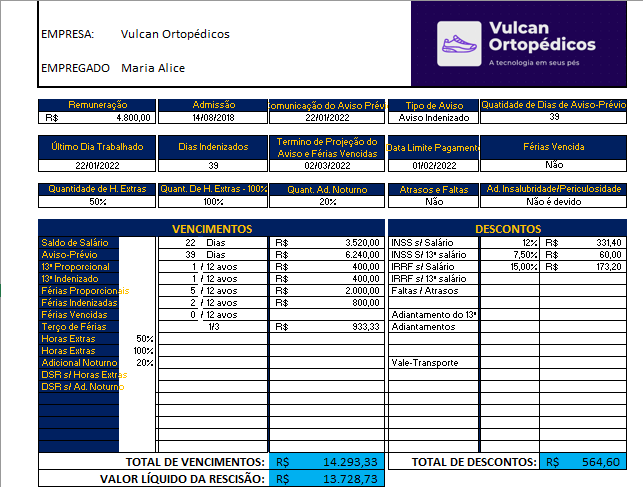 EMPRESA: Vulcan Ortopédicos
EMPREGADO Maria Alice
Vulcan
Ortopédicos
A tecnologia em seus pés
Remuneração Admissão Comunicação do Aviso Prév Tipo de Aviso Quatidade de Dias de Aviso-Prévio
R$ 4.800,00 14/08/2018 22/01/2022 Aviso Indenizado 39
Último Dia Trabalhado Dias Indenizados Termino de Projeção do Aviso e Férias Vencidas Data Limite Pagamento Férias Vencida
22/01/2022 39 02/03/2022 01/02/2022 Não
Quantidade de H. Extras Quant. De H. Extras - 100% Quant. Ad. Noturno Atrasos e Faltas Ad. Insalubridade/Periculosidade
50% 100% 20% Não Não é devido
VENCIMENTOS DESCONTOS
Saldo de Salário 22 Dias R$ 3.520,00 INSS s/ Salário 12% R$ 331,40
Aviso-Prévio 39 Dias R$ 6.240,00 INSS S/ 13º salário 7,50% R$ 60,00
13º Proporcional 1 / 12 avos R$ 400,00 IRRF s/ Salário 15,00% R$ 173,20
13º Indenizado 1 / 12 avos R$ 400,00 IRRF s/ 13º salário
Férias Proporcionais 5 / 12 avos R$ 2.000,00 Faltas / Atrasos
Férias Indenizadas 2 / 12 avos R$ 800,00
Férias Vencidas 0 / 12 avos Adiantamento do 13º
Terço de Férias 1/3 R$ 933,33 Adiantamentos
Horas Extras 50%
Horas Extras 100%
Adicional Noturno 20% Vale-Transporte
DSR s/ Horas Extras
DSR s/ Ad. Noturno
TOTAL DE VENCIMENTOS: R$ 14.293,33 TOTAL DE DESCONTOS: R$ 564,60
VALOR LÍQUIDO DA RESCISÃO: R$ 13.728,73